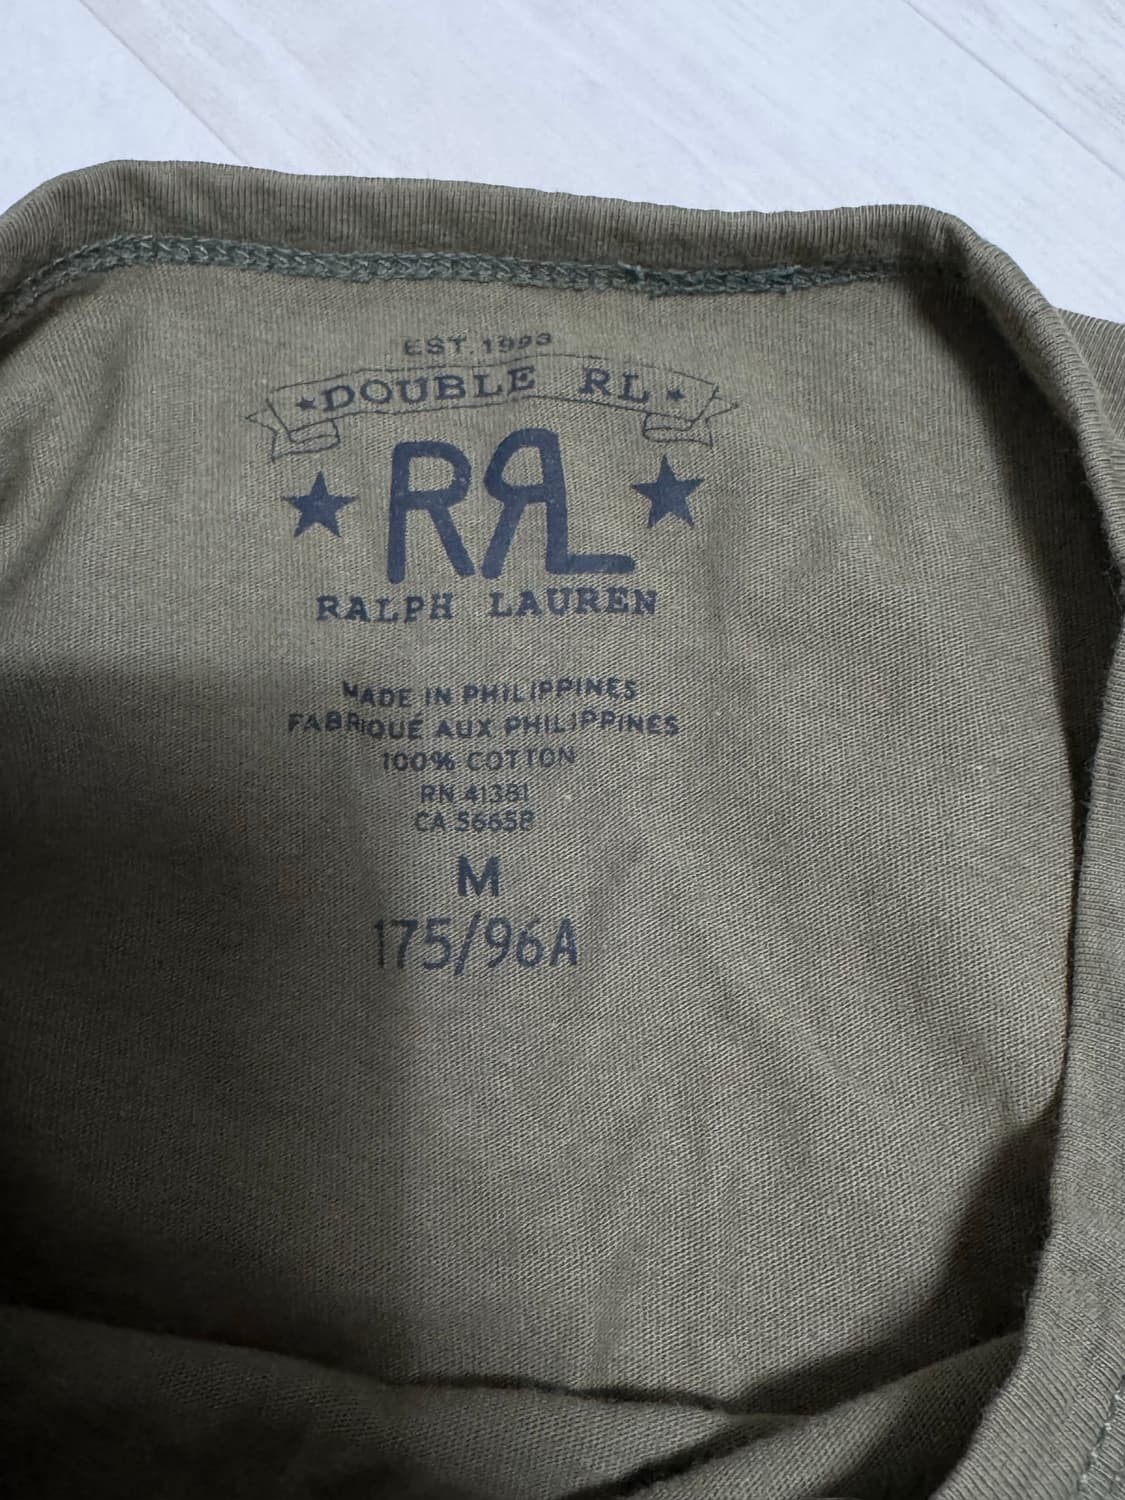 EST. 1993
★DOUBLE RL★
★ RRL ★
RALPH LAUREN
MADE IN PHILIPPINES
FABRIQUÉ AUX PHILIPPINES
100% COTTON
RN 41381
CA 56658
M
175/96A